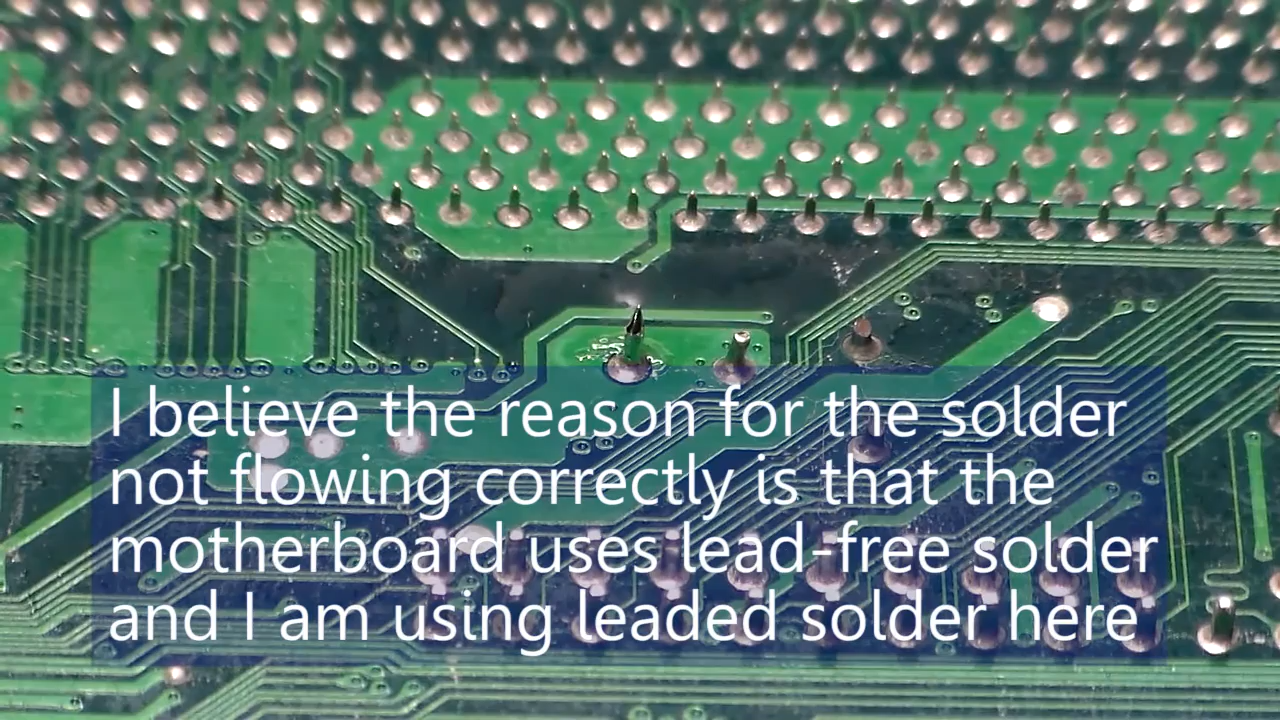 I believe the reason for the solder
not flowing correctly is that the
motherboard uses lead-free solder
and I am using leaded solder here